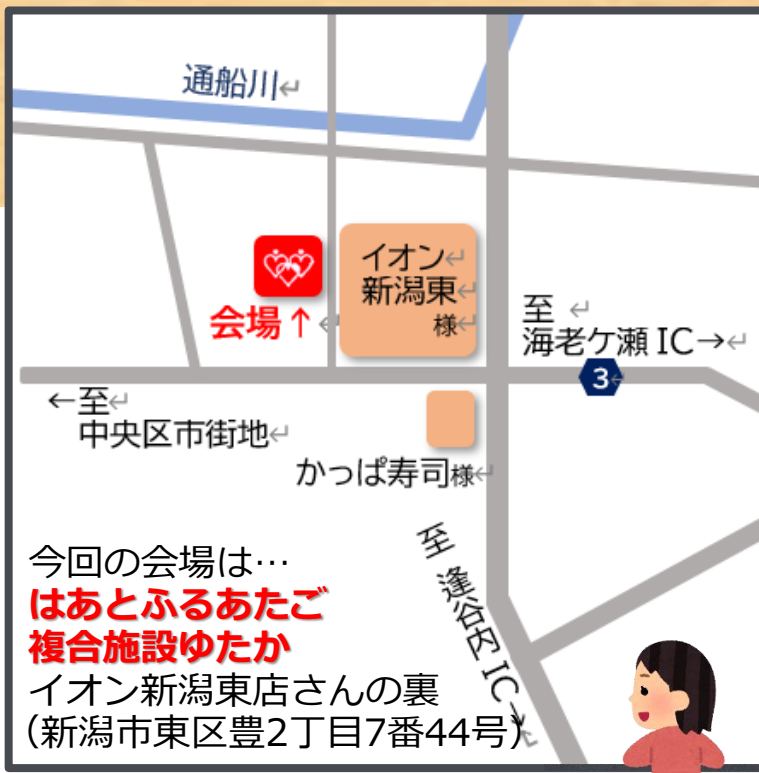 通船川↵
イオン↵
新潟東↵
様↵
会場↑↵
至 ↵
海老ケ瀬 IC→↵
3↵
←至↵
中央区市街地↵
かっぱ寿司様↵
至 逢谷内 IC→↵
今回の会場は…
はあとふるあたご
複合施設ゆたか
イオン新潟東店さんの裏
(新潟市東区豊2丁目7番44号)